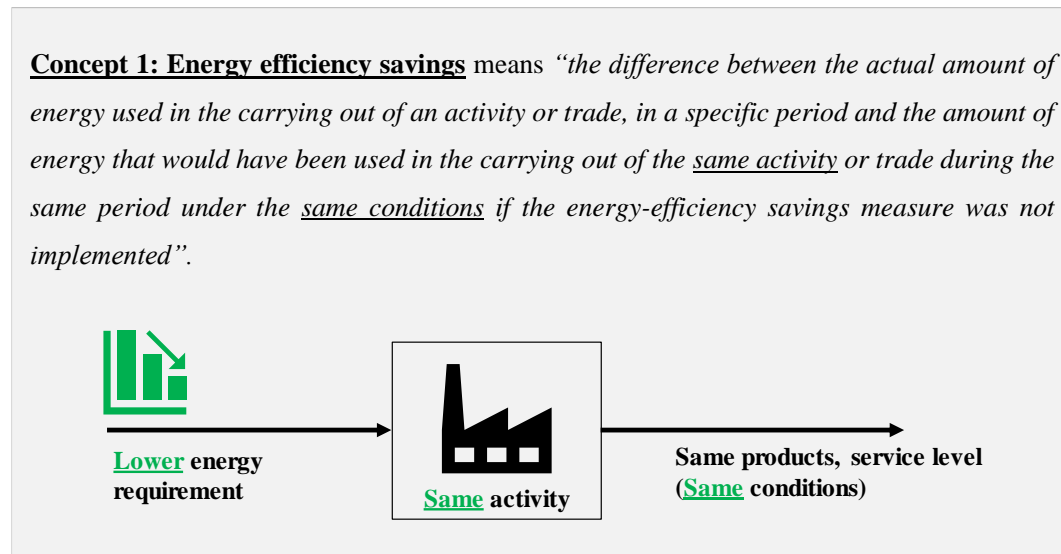 Concept 1: Energy efficiency savings means “the difference between the actual amount of
energy used in the carrying out of an activity or trade, in a specific period and the amount of
energy that would have been used in the carrying out of the same activity or trade during the
same period under the same conditions if the energy-efficiency savings measure was not
implemented”.
Lower energy
requirement
Same activity
Same products, service level
(Same conditions)